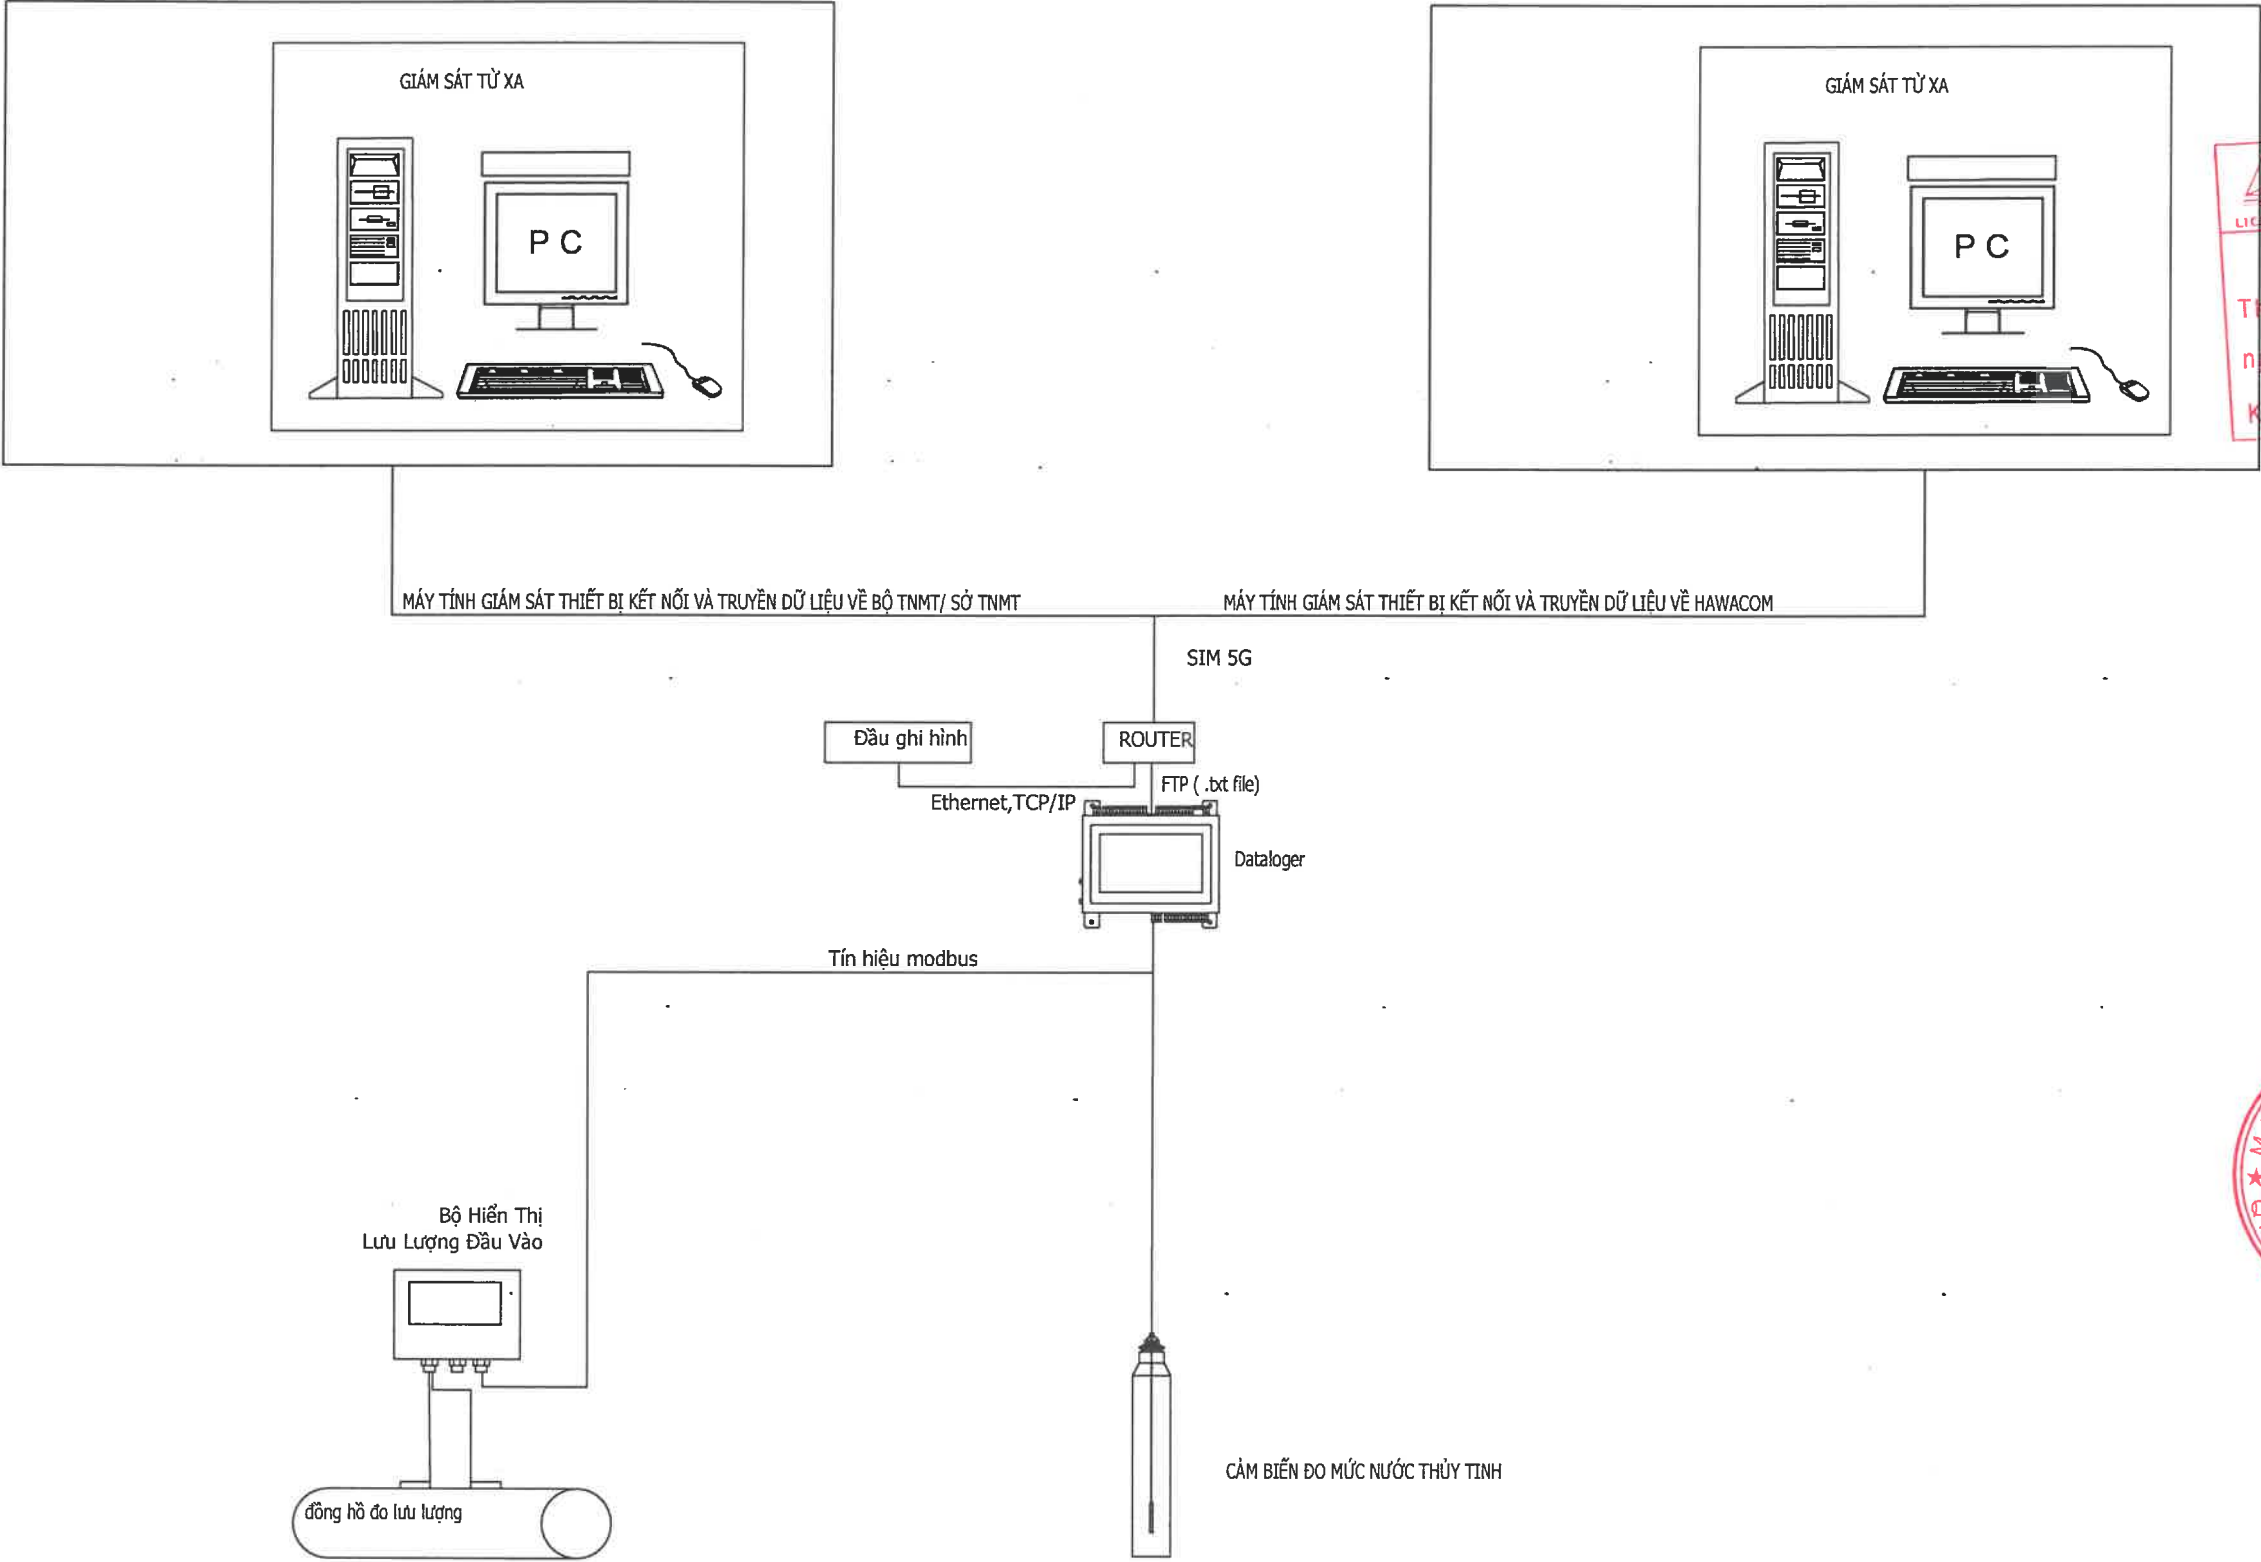 GIÁM SÁT TỪ XA
GIÁM SÁT TỪ XA
P C
P C
MÁY TÍNH GIÁM SÁT THIẾT BỊ KẾT NỐI VÀ TRUYỀN DỮ LIỆU VỀ BỘ TNMT/ SỞ TNMT
MÁY TÍNH GIÁM SÁT THIẾT BỊ KẾT NỐI VÀ TRUYỀN DỮ LIỆU VỀ HAWACOM
SIM 5G
Đầu ghi hình
ROUTER
FTP ( .txt file)
Ethernet,TCP/IP
Dataloger
Tín hiệu modbus
Bộ Hiển Thị
Lưu Lượng Đầu Vào
CẢM BIẾN ĐO MỨC NƯỚC THỦY TINH
đồng hồ đo lưu lượng